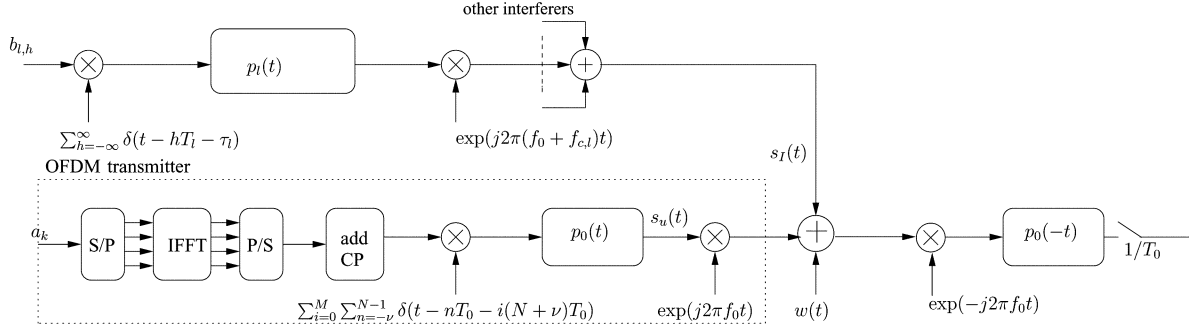 other interferers
b_{l,h}
p_l(t)
∑_{h=−∞}^{∞} δ(t − hT_l − τ_l)
exp(j2π(f_0 + f_{c,l})t)
s_I(t)
OFDM transmitter
a_k
S/P
IFFT
P/S
add
CP
p_0(t)
s_u(t)
p_0(−t)
1/T_0
∑_{i=0}^{M} ∑_{n=−ν}^{N−1} δ(t − nT_0 − i(N + ν)T_0)
exp(j2πf_0t)
w(t)
exp(−j2πf_0t)